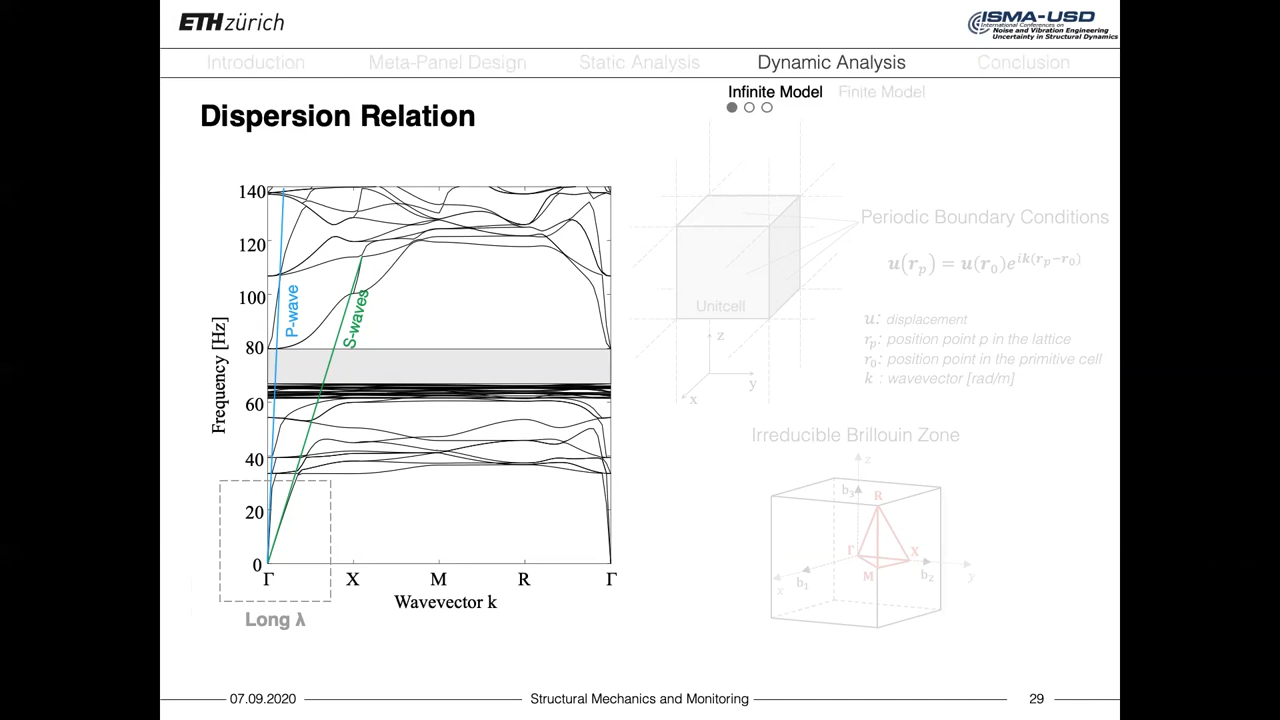 ETH zürich
ISMA-USD
International Conferences on
Noise and Vibration Engineering
Uncertainty in Structural Dynamics
Introduction
Meta-Panel Design
Static Analysis
Dynamic Analysis
Conclusion
Infinite Model
Finite Model
Dispersion Relation
140
120
100
80
60
40
20
0
Frequency [Hz]
P-wave
S-waves
Γ X M R Γ
Wavevector k
Long λ
Unitcell
z
y
x
Periodic Boundary Conditions
u(rₚ) = u(r₀)e^{ik(rₚ−r₀)}
u: displacement
rₚ: position point p in the lattice
r₀: position point in the primitive cell
k : wavevector [rad/m]
Irreducible Brillouin Zone
z
b₃
R
Γ
X
M
b₂
y
b₁
x
07.09.2020
Structural Mechanics and Monitoring
29